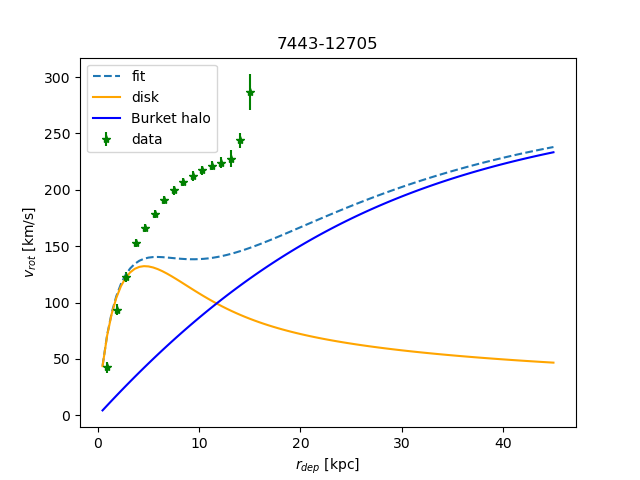 7443-12705
fit
disk
Burket halo
data
300
250
200
150
100
50
0
v_rot [km/s]
0 10 20 30 40
r_dep [kpc]